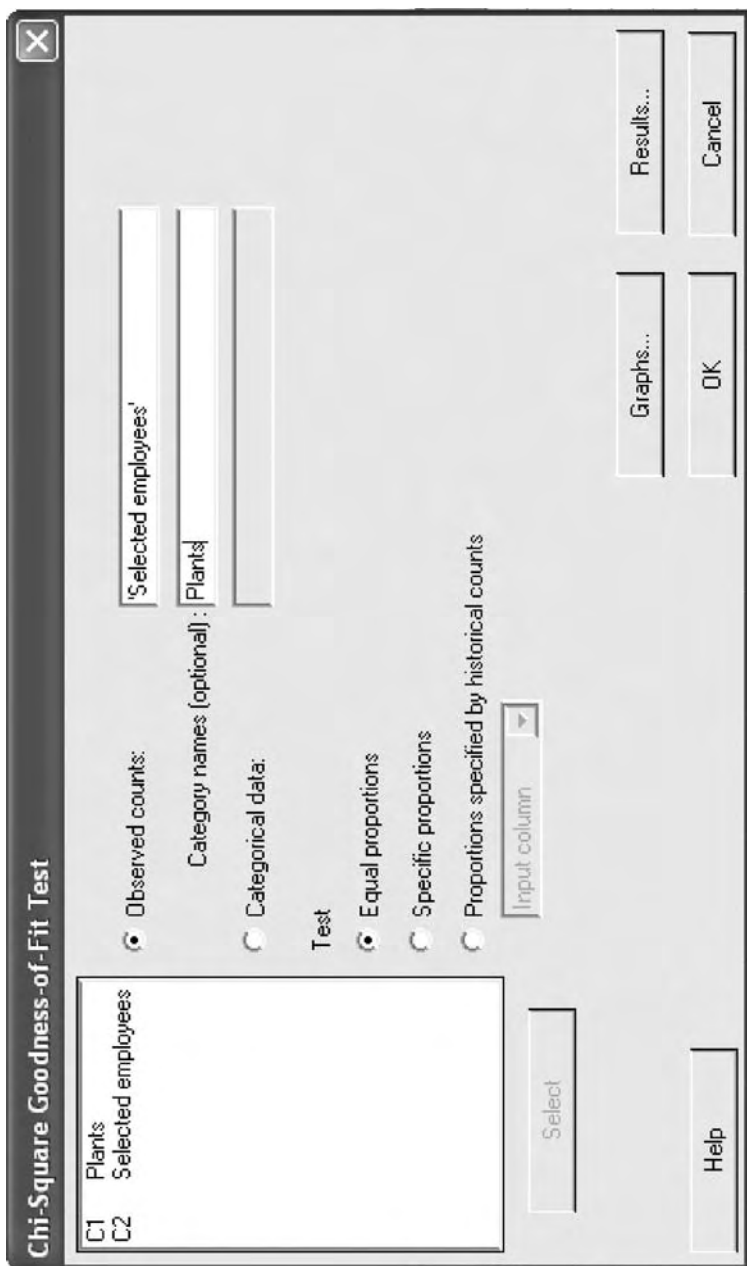 Chi-Square Goodness-of-Fit Test
C1 Plants
C2 Selected employees
Observed counts: 'Selected employees'
Category names (optional) : Plants
Categorical data:
Test
Equal proportions
Specific proportions
Proportions specified by historical counts
Input column
Select
Graphs... Results...
Help OK Cancel